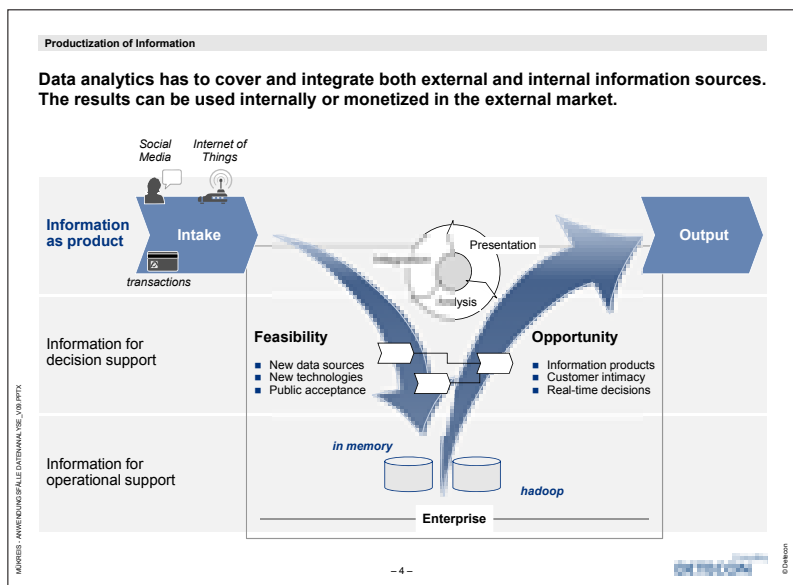 Productization of Information
Data analytics has to cover and integrate both external and internal information sources.
The results can be used internally or monetized in the external market.
Social
Media
Internet of
Things
Information
as product
Intake
transactions
Presentation
Output
Information for
decision support
Feasibility
New data sources
New technologies
Public acceptance
Opportunity
Information products
Customer intimacy
Real-time decisions
Information for
operational support
in memory
hadoop
Enterprise
– 4 –
DETECON
© Detecon